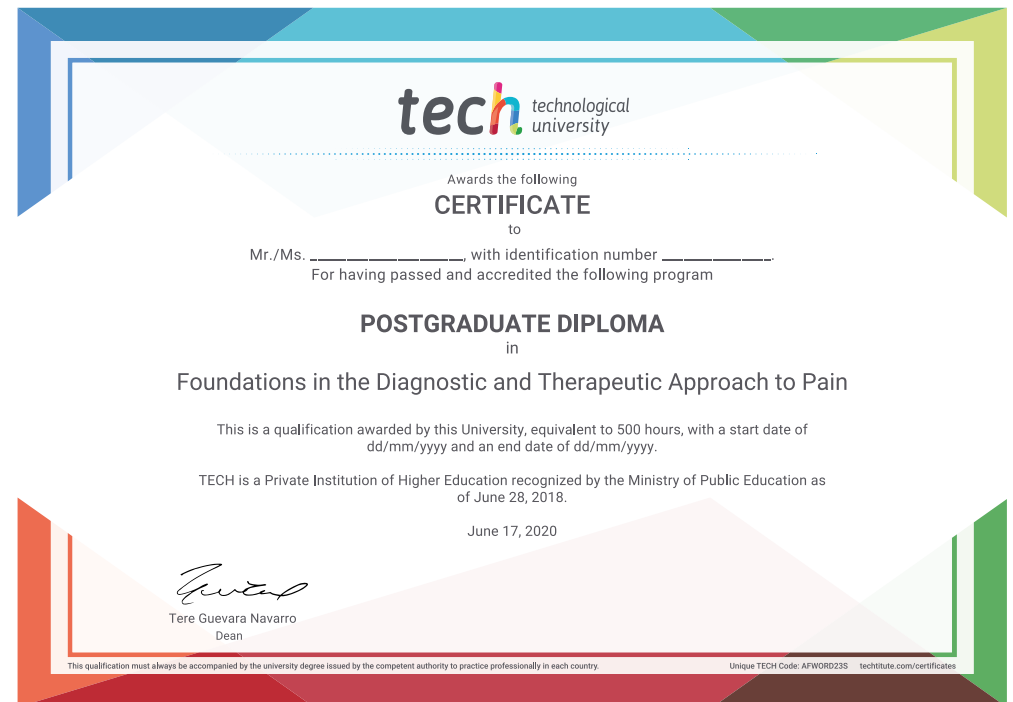 tech technological
university
Awards the following
CERTIFICATE
to
Mr./Ms. ____________________, with identification number ______________.
For having passed and accredited the following program
POSTGRADUATE DIPLOMA
in
Foundations in the Diagnostic and Therapeutic Approach to Pain
This is a qualification awarded by this University, equivalent to 500 hours, with a start date of
dd/mm/yyyy and an end date of dd/mm/yyyy.
TECH is a Private Institution of Higher Education recognized by the Ministry of Public Education as
of June 28, 2018.
June 17, 2020
Tere Guevara Navarro
Dean
This qualification must always be accompanied by the university degree issued by the competent authority to practice professionally in each country.
Unique TECH Code: AFWORD23S techtitute.com/certificates